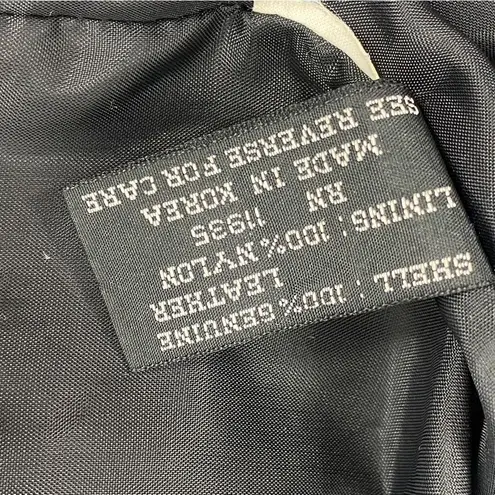 SHELL : 100% GENUINE
LEATHER
LINING : 100% NYLON
RN 11935
MADE IN KOREA
SEE REVERSE FOR CARE